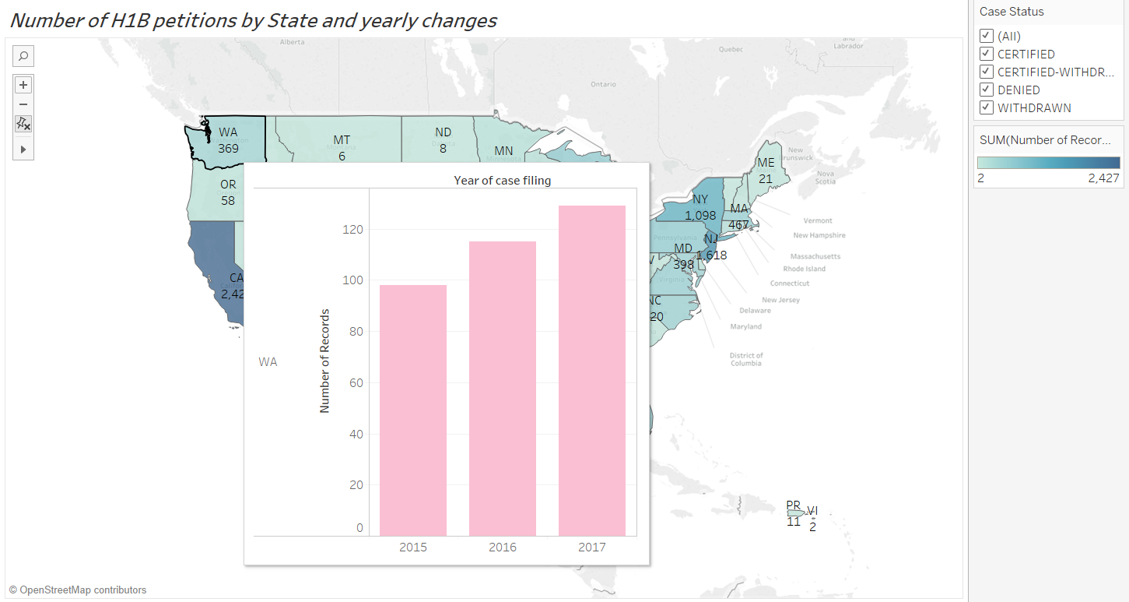 Number of H1B petitions by State and yearly changes
Case Status
(All)
CERTIFIED
CERTIFIED-WITHDR...
DENIED
WITHDRAWN
SUM(Number of Recor...
2
2,427
Alberta
Ontario
Quebec
and
Labrador
WA
369
MT
6
ND
8
MN
OR
58
CA
2,42
ME
21
New
Brunswick
Nova
Scotia
NY
1,098
MA
467
NJ
1,618
MD
398
NC
20
Vermont
New Hampshire
Massachusetts
Rhode Island
Connecticut
New Jersey
Delaware
Maryland
District of
Columbia
PR
11
VI
2
Year of case filing
WA
Number of Records
120
100
80
60
40
20
0
2015
2016
2017
© OpenStreetMap contributors